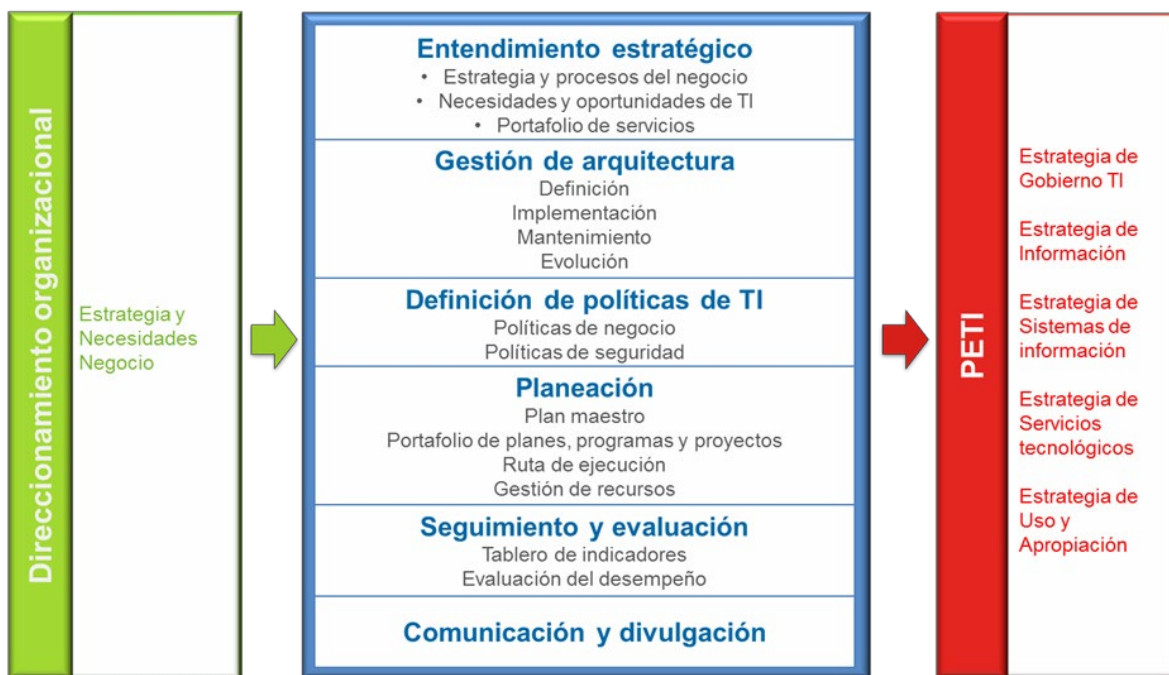 Direccionamiento organizacional
Estrategia y
Necesidades
Negocio
Entendimiento estratégico
• Estrategia y procesos del negocio
• Necesidades y oportunidades de TI
• Portafolio de servicios
Gestión de arquitectura
Definición
Implementación
Mantenimiento
Evolución
Definición de políticas de TI
Políticas de negocio
Políticas de seguridad
Planeación
Plan maestro
Portafolio de planes, programas y proyectos
Ruta de ejecución
Gestión de recursos
Seguimiento y evaluación
Tablero de indicadores
Evaluación del desempeño
Comunicación y divulgación
PETI
Estrategia de
Gobierno TI
Estrategia de
Información
Estrategia de
Sistemas de
información
Estrategia de
Servicios
tecnológicos
Estrategia de
Uso y
Apropiación